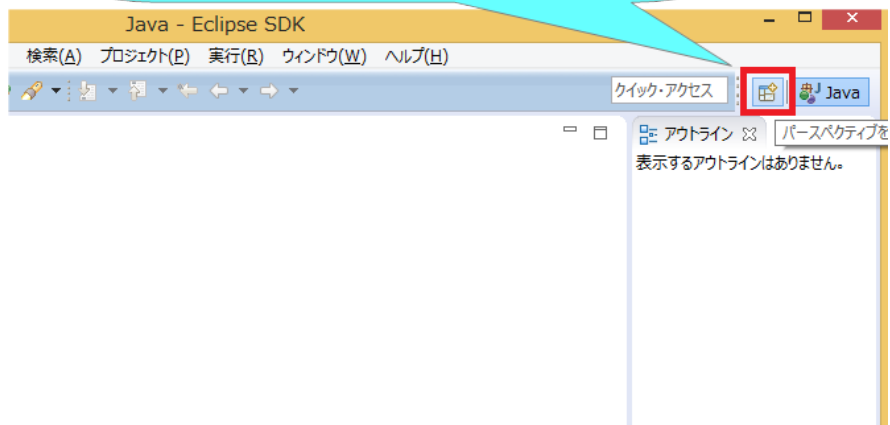 Java - Eclipse SDK
検索(A) プロジェクト(P) 実行(R) ウィンドウ(W) ヘルプ(H)
クイック・アクセス
Java
アウトライン
パースペクティブを
表示するアウトラインはありません。